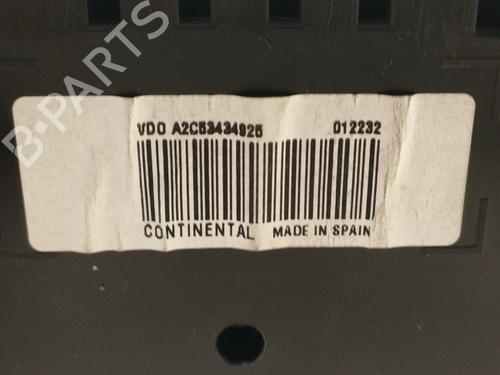 B-PARTS
VDO A2C53434925 012232
CONTINENTAL MADE IN SPAIN